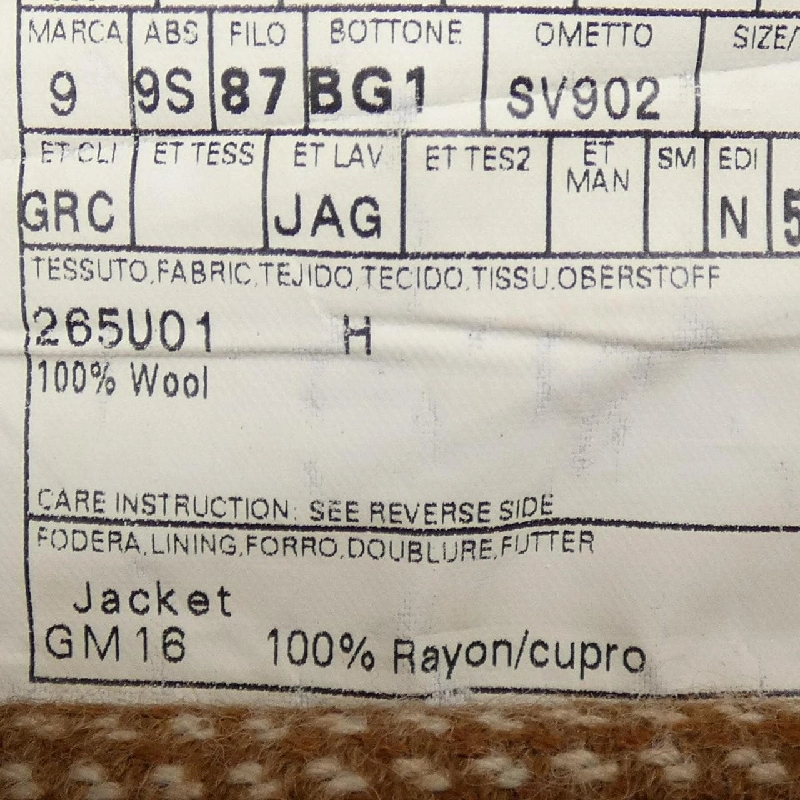 MARCA ABS FILO BOTTONE OMETTO SIZE/
9 9S 87 BG1 SV902
ET CLI ET TESS ET LAV ET TES2 ET MAN SM EDI
GRC JAG N 5
TESSUTO,FABRIC,TEJIDO,TECIDO,TISSU,OBERSTOFF
265U01 H
100% Wool
CARE INSTRUCTION: SEE REVERSE SIDE
FODERA,LINING,FORRO,DOUBLURE,FUTTER
Jacket
GM16 100% Rayon/cupro